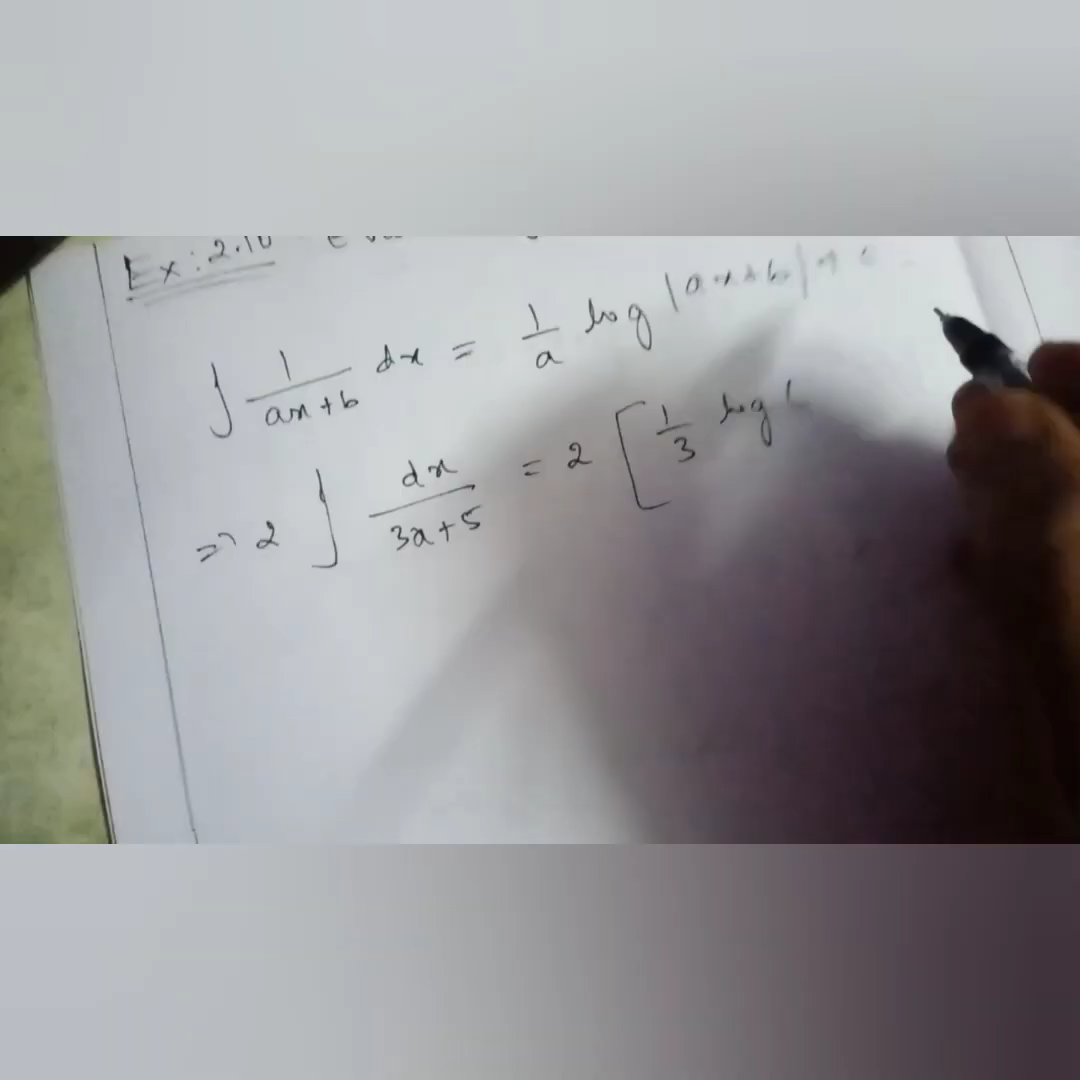 Ex: 2.10
∫ 1/(ax+b) dx = 1/a log |ax+b| + c
=> 2 ∫ dx/(3x+5) = 2 [ 1/3 log |